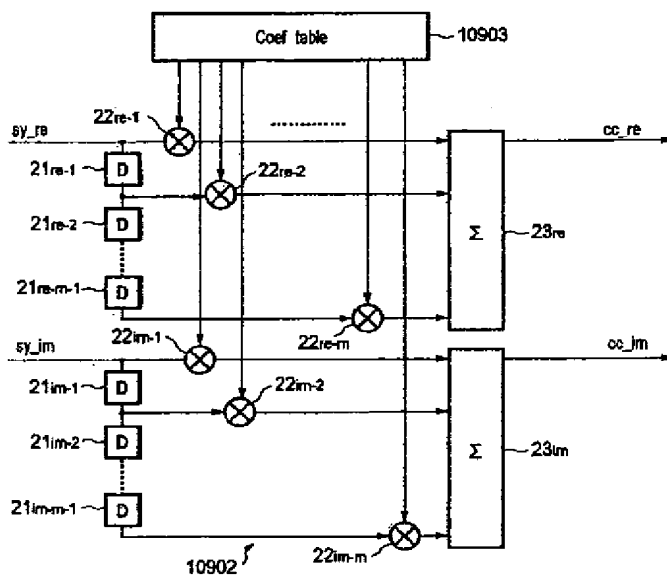 Coef table
10903
22re-1
sy_re
cc_re
21re-1
D
22re-2
21re-2
D
Σ
23re
21re-m-1
D
22im-1
22re-m
sy_im
cc_im
21im-1
D
22im-2
21im-2
D
Σ
23im
21im-m-1
D
10902
22im-m